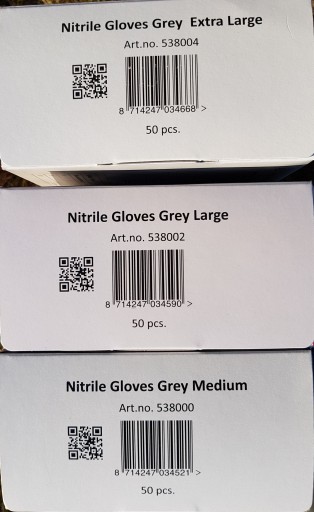 Nitrile Gloves Grey Extra Large
Art.no. 538004
8 714247 034668 >
50 pcs.
Nitrile Gloves Grey Large
Art.no. 538002
8 714247 034590 >
50 pcs.
Nitrile Gloves Grey Medium
Art.no. 538000
8 714247 034521 >
50 pcs.